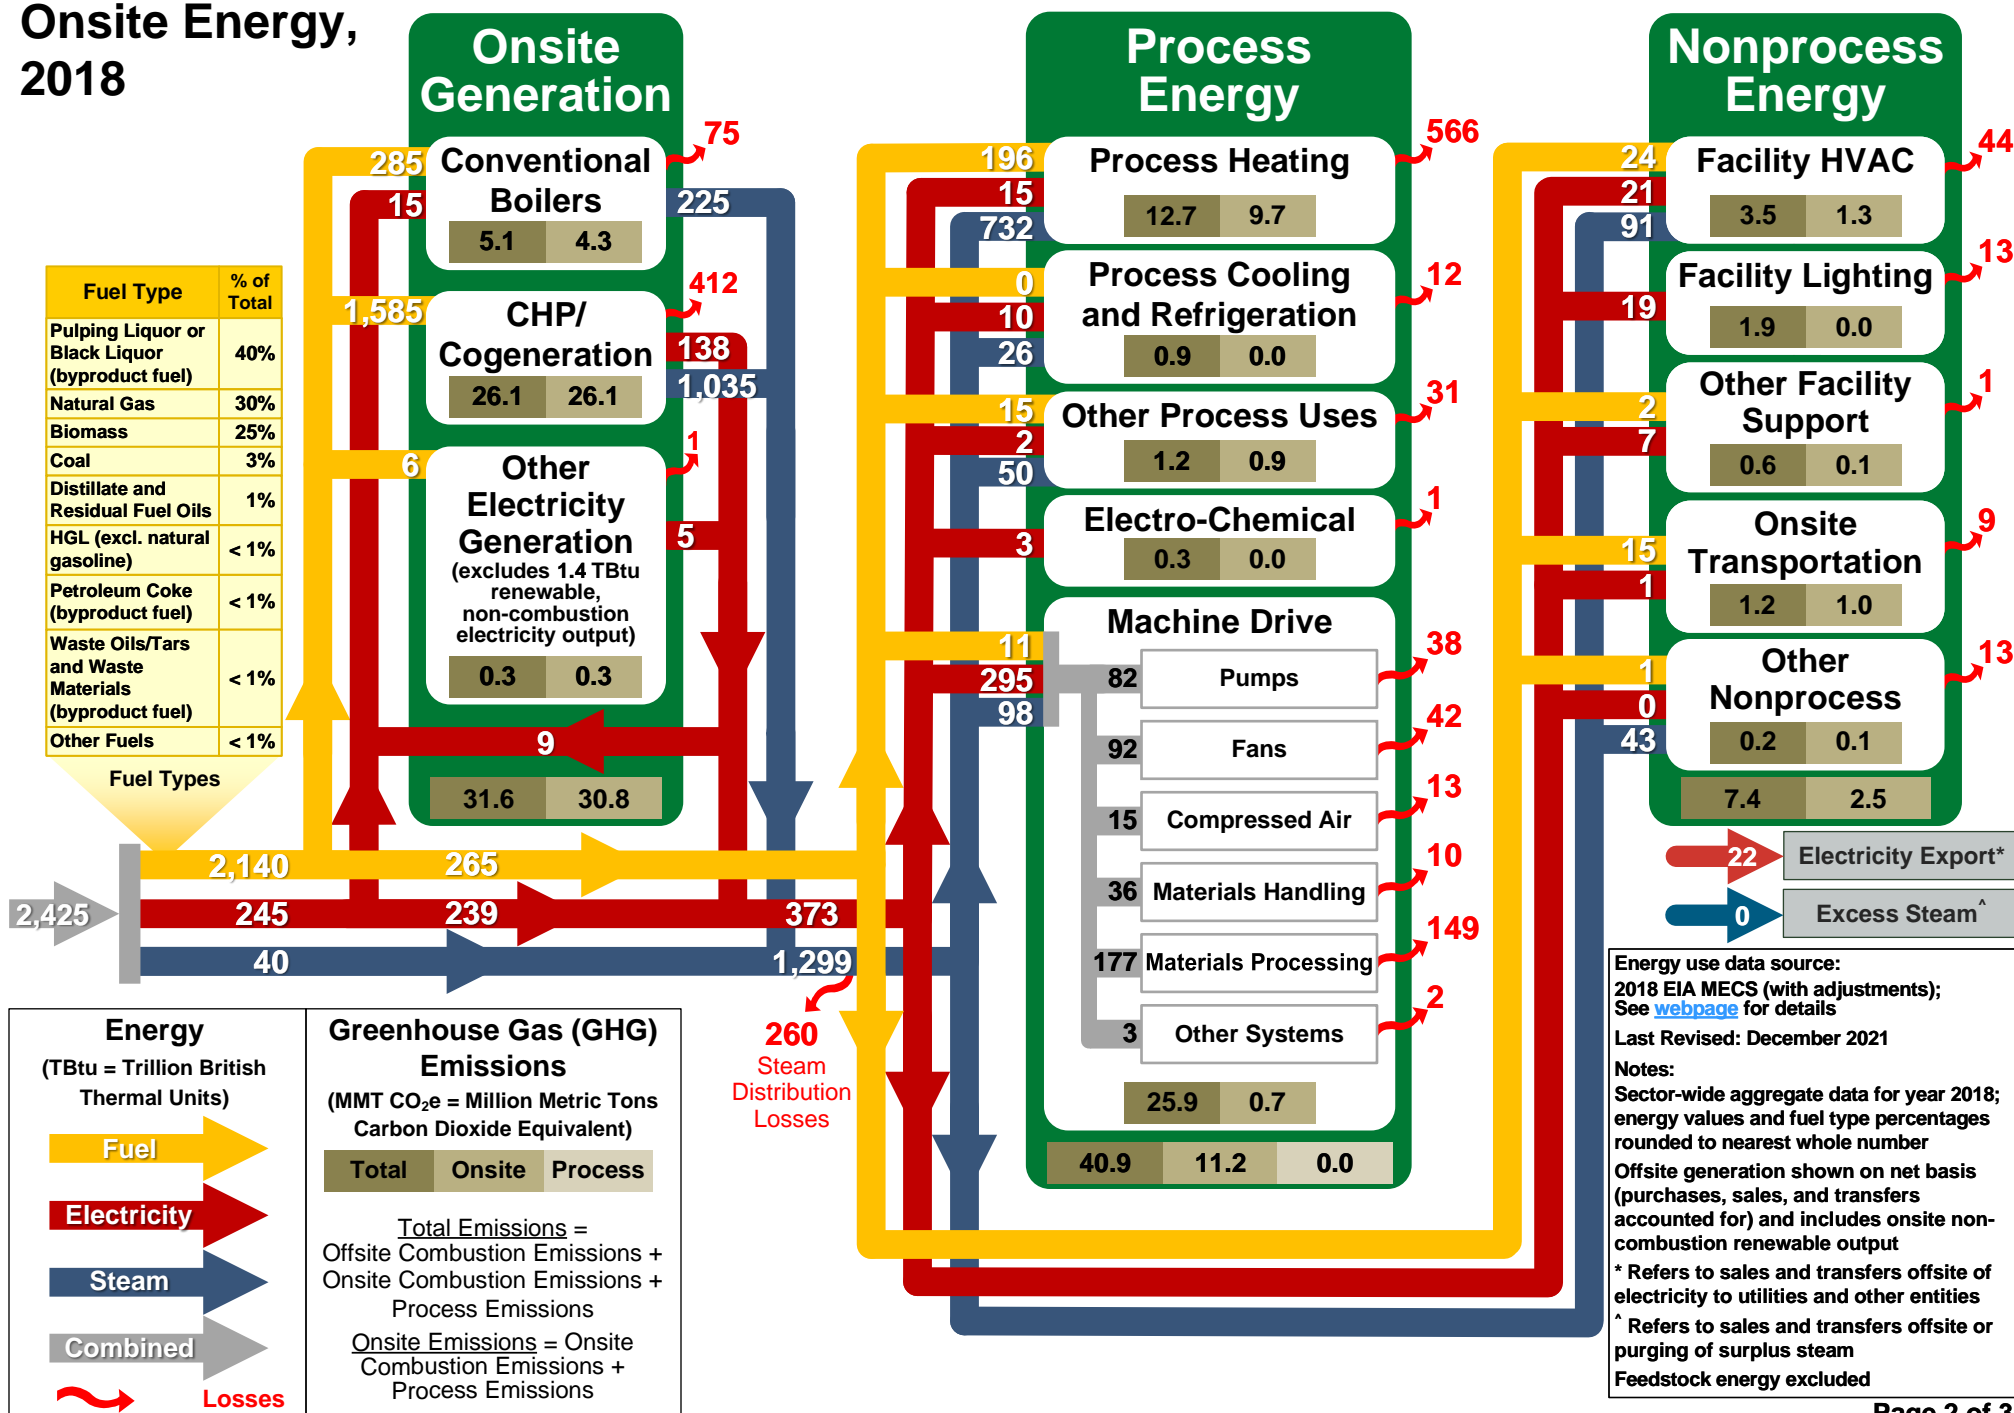 Onsite Energy,
2018
Onsite
Generation
Conventional
Boilers
285
15
75
225
5.1 4.3
CHP/
Cogeneration
1,585
412
138
1,035
26.1 26.1
Other
Electricity
Generation
(excludes 1.4 TBtu
renewable,
non-combustion
electricity output)
6
1
5
0.3 0.3
9
31.6 30.8
Fuel Type % of
Total
Pulping Liquor or
Black Liquor
(byproduct fuel) 40%
Natural Gas 30%
Biomass 25%
Coal 3%
Distillate and
Residual Fuel Oils 1%
HGL (excl. natural
gasoline) < 1%
Petroleum Coke
(byproduct fuel) < 1%
Waste Oils/Tars
and Waste
Materials
(byproduct fuel) < 1%
Other Fuels < 1%
Fuel Types
2,425
2,140 265
245 239 373
40 1,299
260
Steam
Distribution
Losses
Process
Energy
Process Heating
196
15
732
566
12.7 9.7
Process Cooling
and Refrigeration
0
10
26
12
0.9 0.0
Other Process Uses
15
2
50
31
1.2 0.9
Electro-Chemical
3
1
0.3 0.0
Machine Drive
11
295
98
82 Pumps 38
92 Fans 42
15 Compressed Air 13
36 Materials Handling 10
177 Materials Processing 149
3 Other Systems 2
25.9 0.7
40.9 11.2 0.0
Nonprocess
Energy
Facility HVAC
24
21
91
44
3.5 1.3
Facility Lighting
19
13
1.9 0.0
Other Facility
Support
2
7
1
0.6 0.1
Onsite
Transportation
15
1
9
1.2 1.0
Other
Nonprocess
1
0
43
13
0.2 0.1
7.4 2.5
22 Electricity Export*
0 Excess Steam^
Energy
(TBtu = Trillion British
Thermal Units)
Fuel
Electricity
Steam
Combined
Losses
Greenhouse Gas (GHG)
Emissions
(MMT CO₂e = Million Metric Tons
Carbon Dioxide Equivalent)
Total Onsite Process
Total Emissions =
Offsite Combustion Emissions +
Onsite Combustion Emissions +
Process Emissions
Onsite Emissions = Onsite
Combustion Emissions +
Process Emissions
Energy use data source:
2018 EIA MECS (with adjustments);
See webpage for details
Last Revised: December 2021
Notes:
Sector-wide aggregate data for year 2018;
energy values and fuel type percentages
rounded to nearest whole number
Offsite generation shown on net basis
(purchases, sales, and transfers
accounted for) and includes onsite non-
combustion renewable output
* Refers to sales and transfers offsite of
electricity to utilities and other entities
^ Refers to sales and transfers offsite or
purging of surplus steam
Feedstock energy excluded
Page 2 of 3